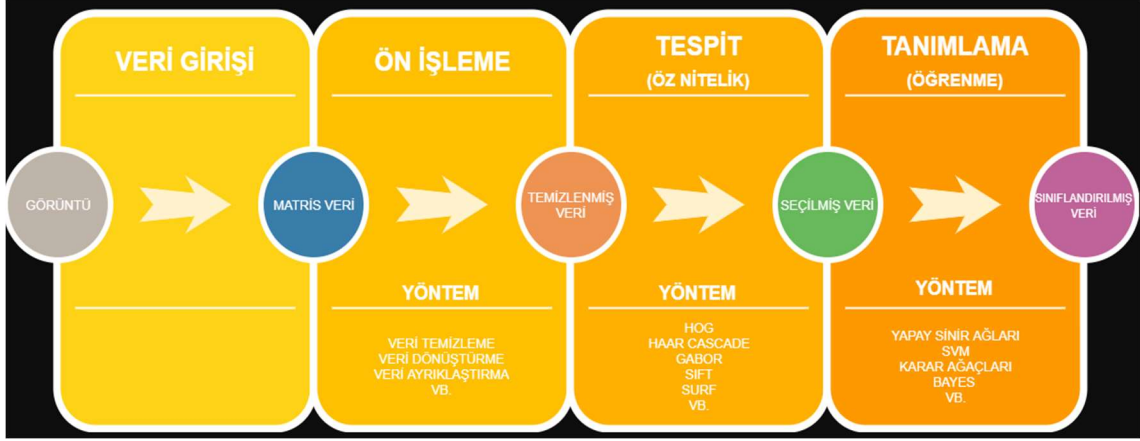 VERİ GİRİŞİ
GÖRÜNTÜ
MATRİS VERİ
ÖN İŞLEME
TEMİZLENMİŞ
VERİ
YÖNTEM
VERİ TEMİZLEME
VERİ DÖNÜŞTÜRME
VERİ AYRIKLAŞTIRMA
VB.
TESPİT
(ÖZ NİTELİK)
SEÇİLMİŞ VERİ
YÖNTEM
HOG
HAAR CASCADE
GABOR
SIFT
SURF
VB.
TANIMLAMA
(ÖĞRENME)
SINIFLANDIRILMIŞ
VERİ
YÖNTEM
YAPAY SİNİR AĞLARI
SVM
KARAR AĞAÇLARI
BAYES
VB.